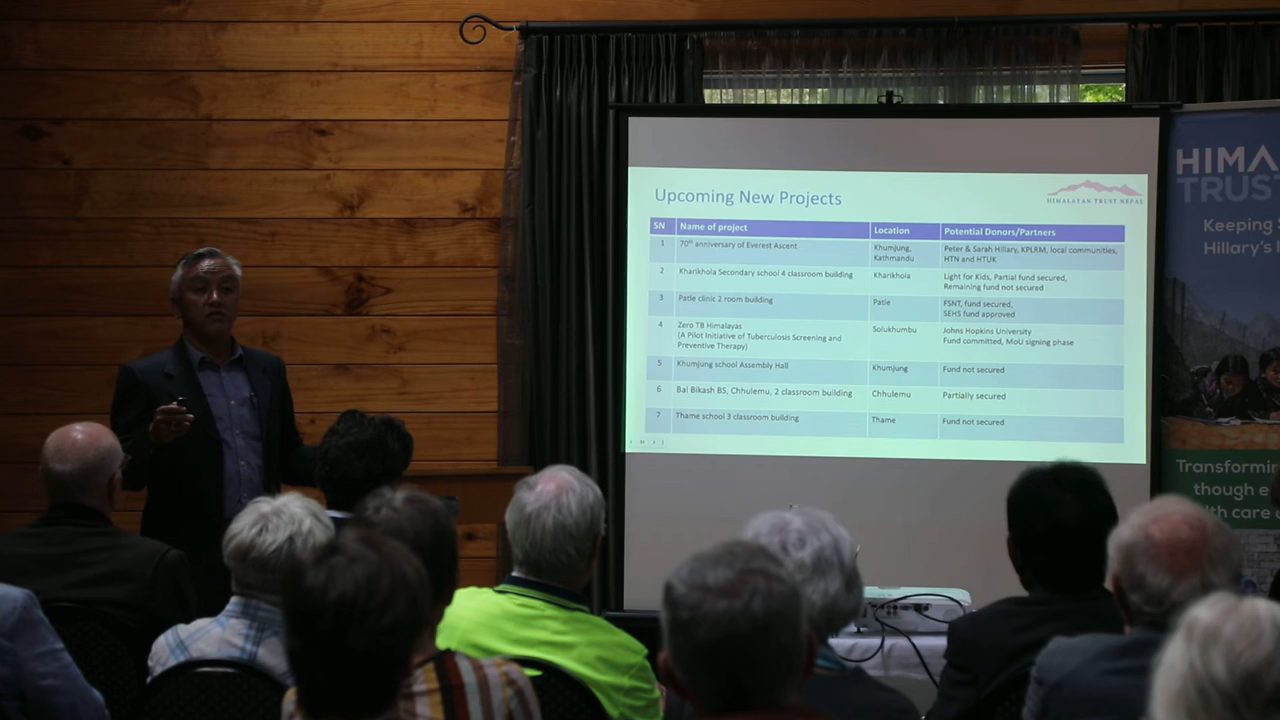 Upcoming New Projects
HIMALAYAN TRUST NEPAL
SN Name of project Location Potential Donors/Partners
1 70th anniversary of Everest Ascent Khumjung, Kathmandu Peter & Sarah Hillary, KPLRM, local communities, HTN and HTUK
2 Kharikhola Secondary school 4 classroom building Kharikhola Light for Kids, Partial fund secured, Remaining fund not secured
3 Patle clinic 2 room building Patle FSNT, fund secured, SEHS fund approved
4 Zero TB Himalayas (A Pilot Initiative of Tuberculosis Screening and Preventive Therapy) Solukhumbu Johns Hopkins University Fund committed, MoU signing phase
5 Khumjung school Assembly Hall Khumjung Fund not secured
6 Bal Bikash BS, Chhulemu, 2 classroom building Chhulemu Partially secured
7 Thame school 3 classroom building Thame Fund not secured
HIMA
TRUS
Keeping
Hillary's
Transformin
though e
lth care